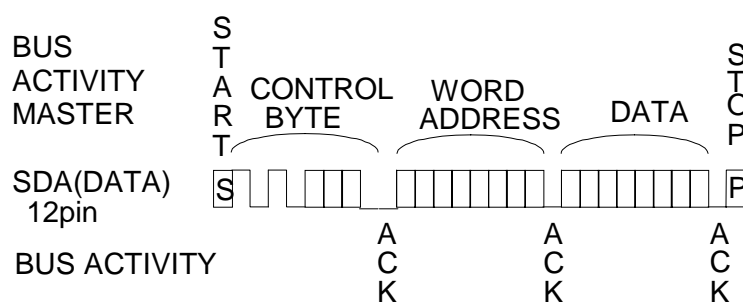 BUS
ACTIVITY
MASTER
START
CONTROL
BYTE
WORD
ADDRESS
DATA
STOP
SDA(DATA)
12pin
S
P
BUS ACTIVITY
ACK
ACK
ACK